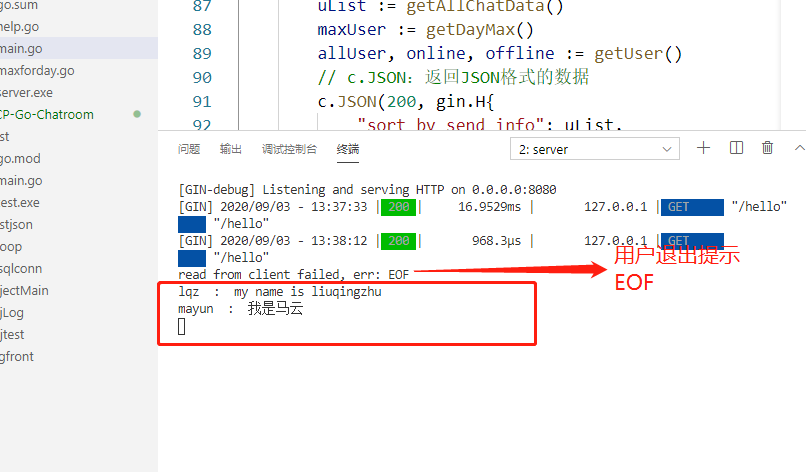 go.sum
help.go
main.go
maxforday.go
server.exe
CP-Go-Chatroom
st
go.mod
main.go
est.exe
stjson
oop
sqlconn
jectMain
jLog
jtest
gfront
87 uList := getAllChatData()
88 maxUser := getDayMax()
89 allUser, online, offline := getUser()
90 // c.JSON：返回JSON格式的数据
91 c.JSON(200, gin.H{
92 "sort by send info": uList,
问题 输出 调试控制台 终端 2: server
[GIN-debug] Listening and serving HTTP on 0.0.0.0:8080
[GIN] 2020/09/03 - 13:37:33 | 200 | 16.9529ms | 127.0.0.1 | GET "/hello"
"/hello"
[GIN] 2020/09/03 - 13:38:12 | 200 | 968.3µs | 127.0.0.1 | GET
"/hello"
read from client failed, err: EOF
用户退出提示
EOF
lqz : my name is liuqingzhu
mayun : 我是马云